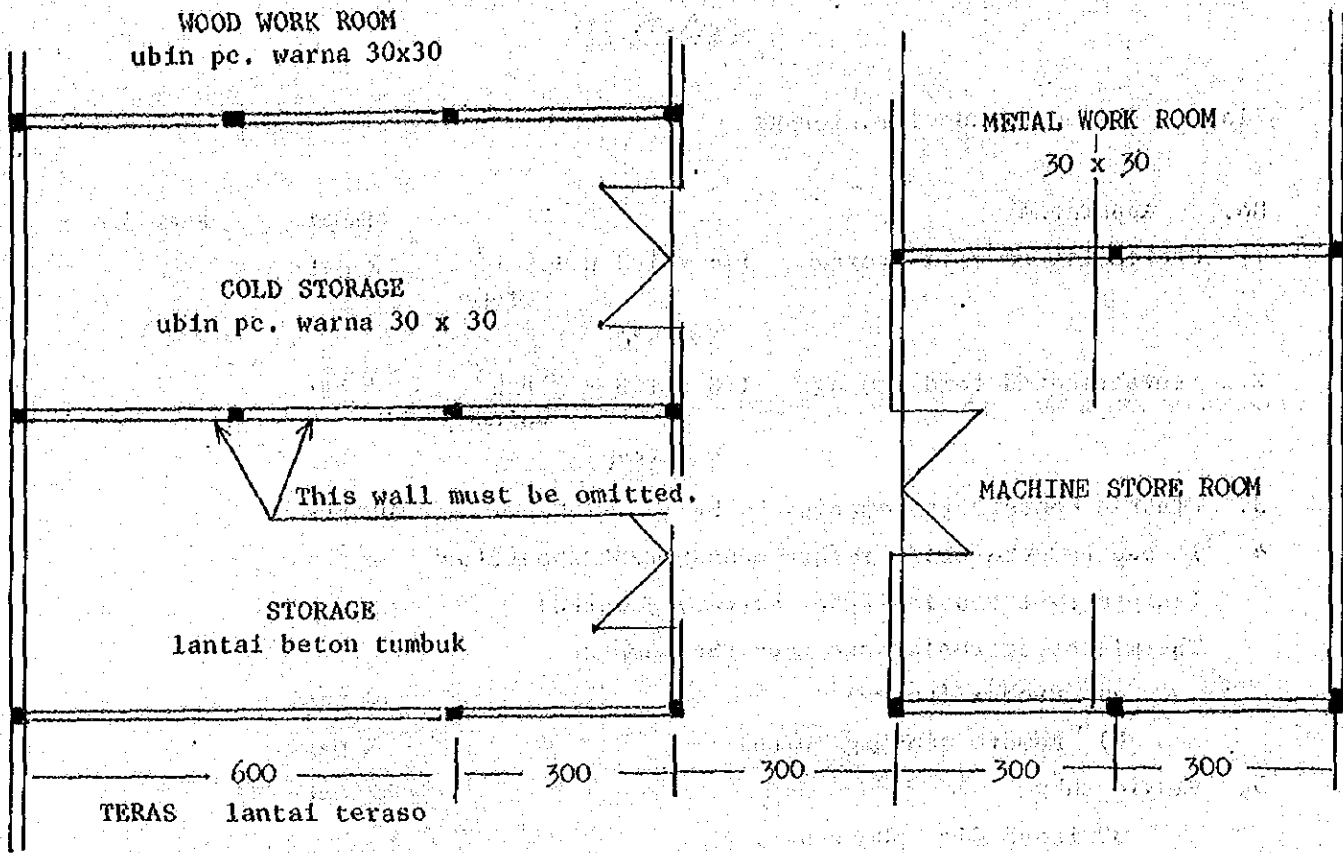 WOOD WORK ROOM
ubin pc. warna 30x30
METAL WORK ROOM
30 x 30
COLD STORAGE
ubin pc. warna 30 x 30
This wall must be omitted.
MACHINE STORE ROOM
STORAGE
lantai beton tumbuk
600 300 300 300 300
TERAS lantai teraso